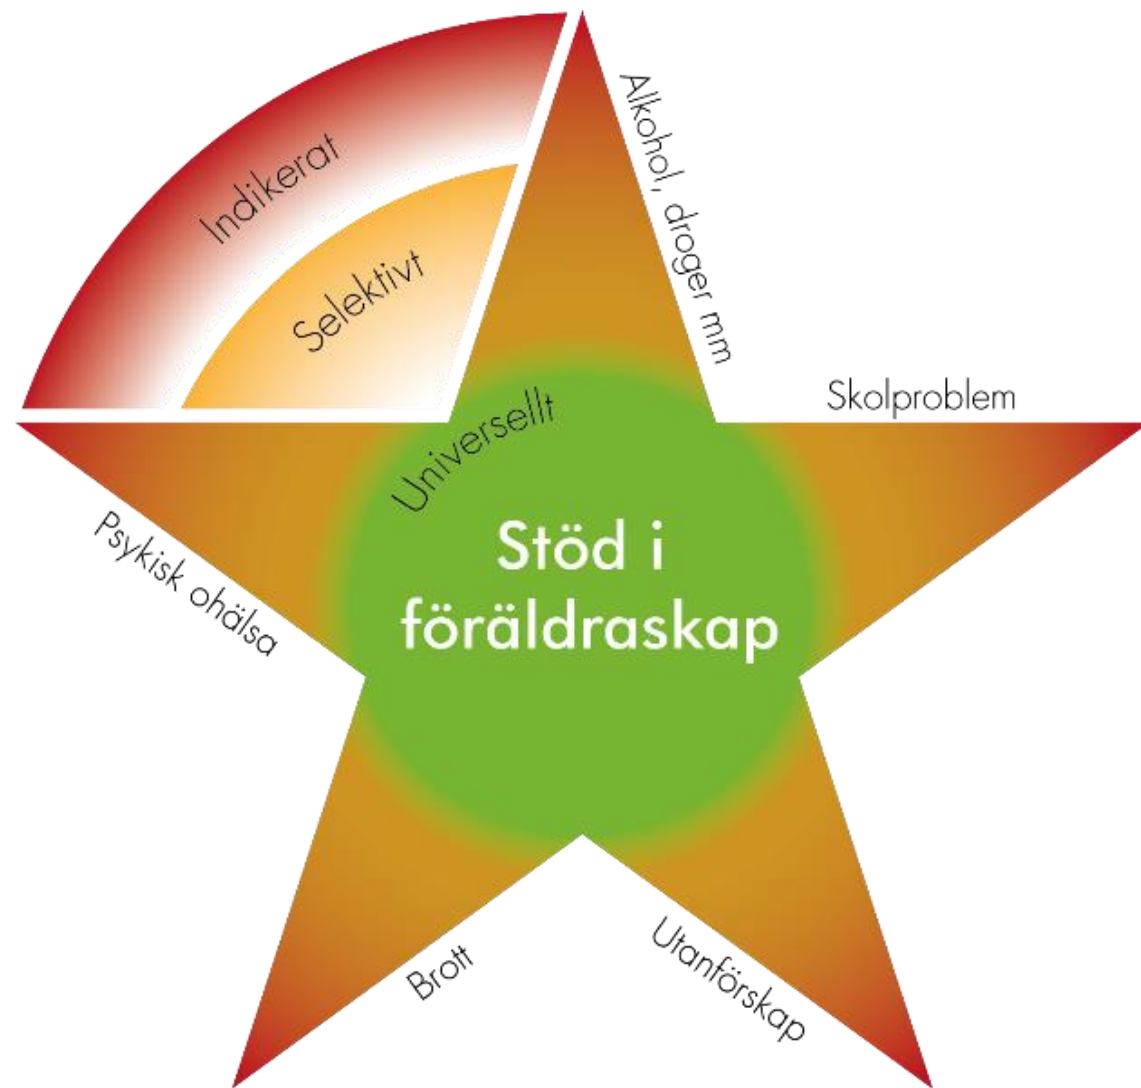 Indikerat
Selektivt
Universellt
Stöd i
föräldraskap
Alkohol, droger mm
Skolproblem
Psykisk ohälsa
Brott
Utanförskap